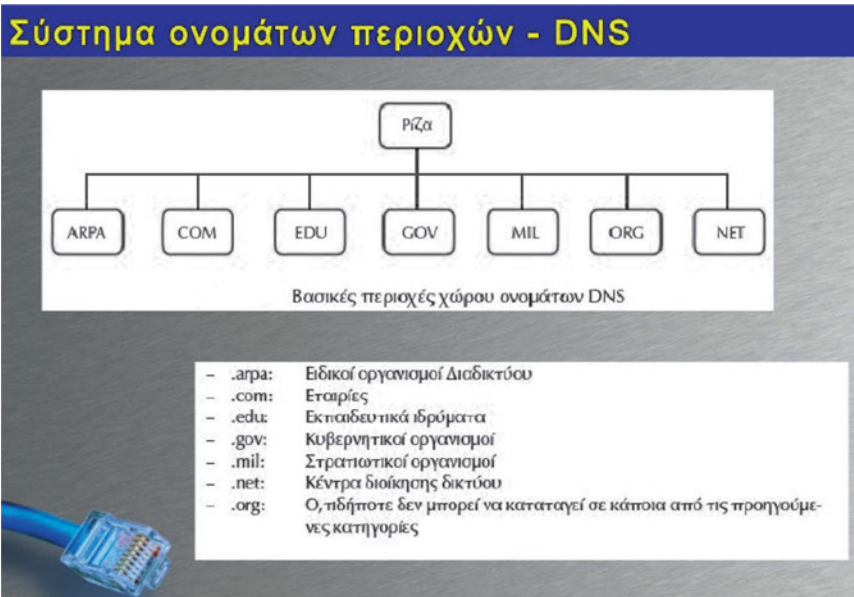 Σύστημα ονομάτων περιοχών - DNS
Ρίζα
ARPA COM EDU GOV MIL ORG NET
Βασικές περιοχές χώρου ονομάτων DNS
– .arpa: Ειδικοί οργανισμοί Διαδικτύου
– .com: Εταιρίες
– .edu: Εκπαιδευτικά ιδρύματα
– .gov: Κυβερνητικοί οργανισμοί
– .mil: Στρατιωτικοί οργανισμοί
– .net: Κέντρα διοίκησης δικτύου
– .org: Ο,τιδήποτε δεν μπορεί να καταταγεί σε κάποια από τις προηγούμε-
νες κατηγορίες